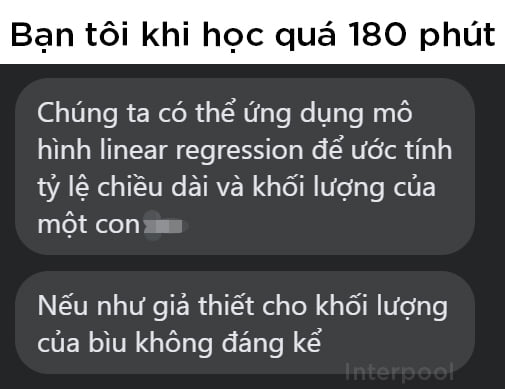 Bạn tôi khi học quá 180 phút
Chúng ta có thể ứng dụng mô
hình linear regression để ước tính
tỷ lệ chiều dài và khối lượng của
một con
Nếu như giả thiết cho khối lượng
của bìu không đáng kể
Interpool